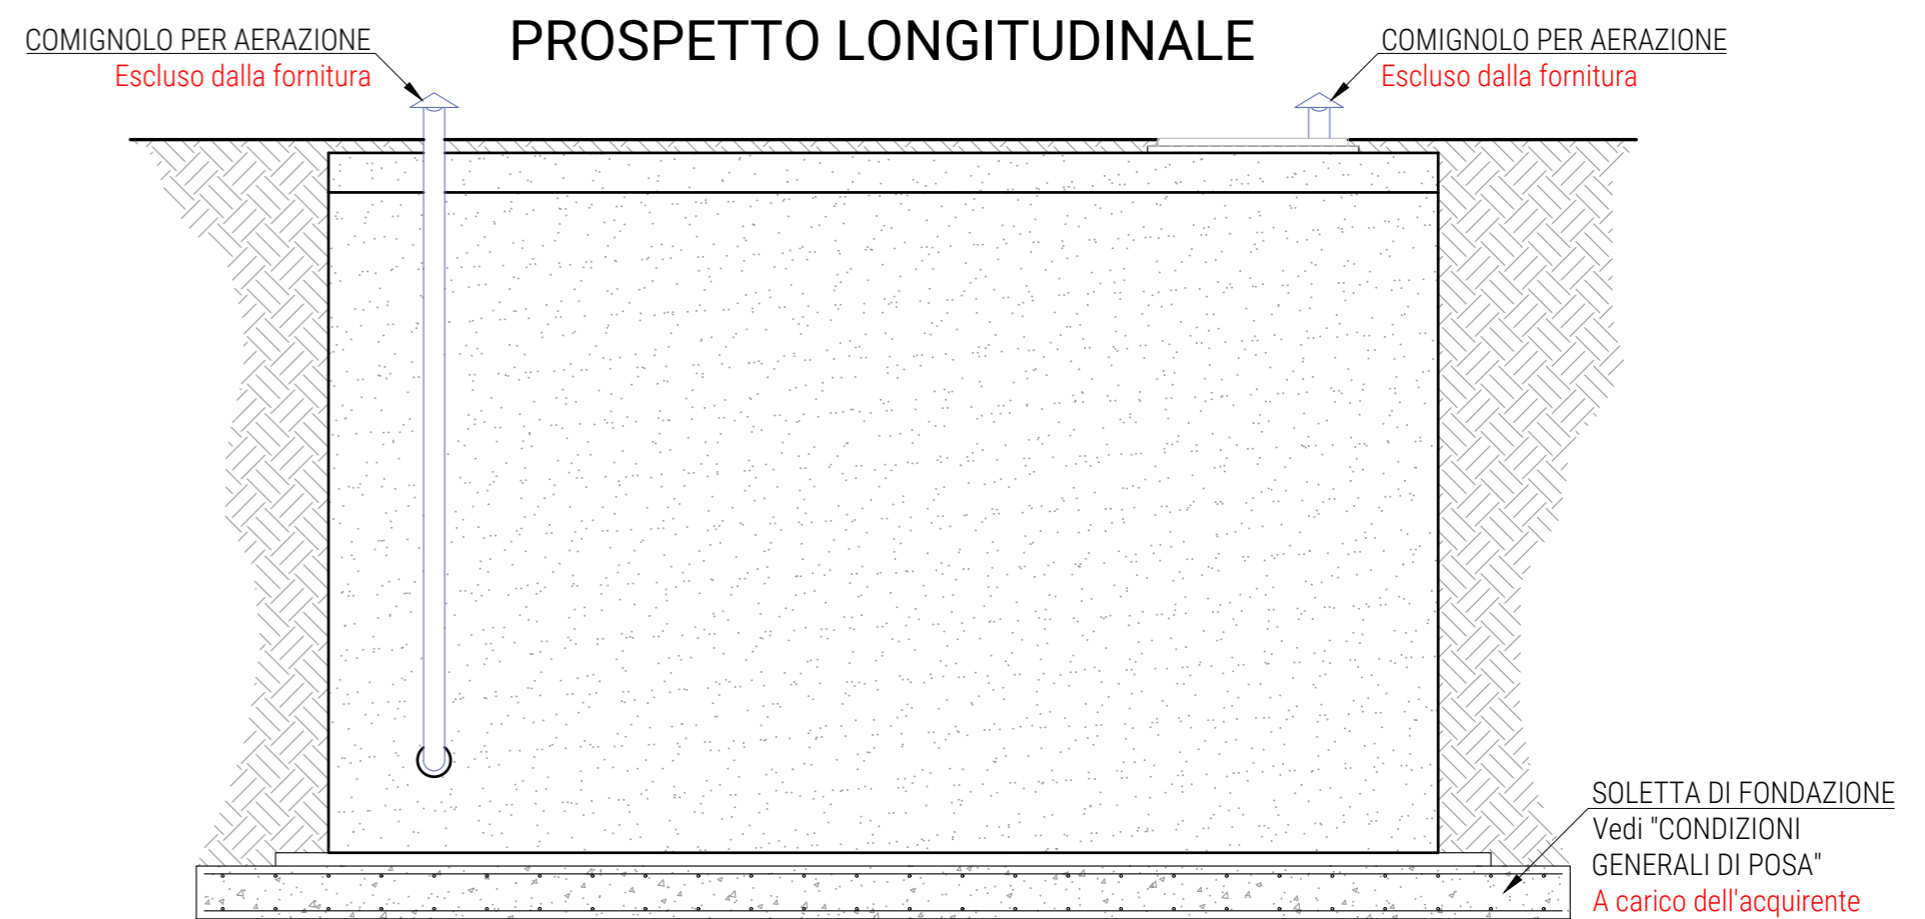 PROSPETTO LONGITUDINALE
COMIGNOLO PER AERAZIONE
Escluso dalla fornitura
COMIGNOLO PER AERAZIONE
Escluso dalla fornitura
SOLETTA DI FONDAZIONE
Vedi "CONDIZIONI
GENERALI DI POSA"
A carico dell'acquirente